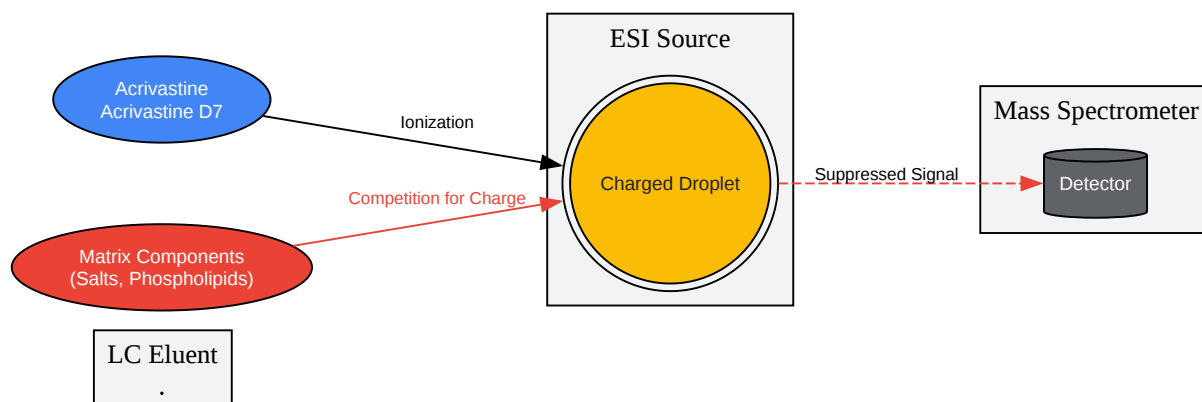 ESI Source
Acrivastine
Acrivastine D7
Ionization
Mass Spectrometer
Charged Droplet
Suppressed Signal
Detector
Competition for Charge
Matrix Components
(Salts, Phospholipids)
LC Eluent
.